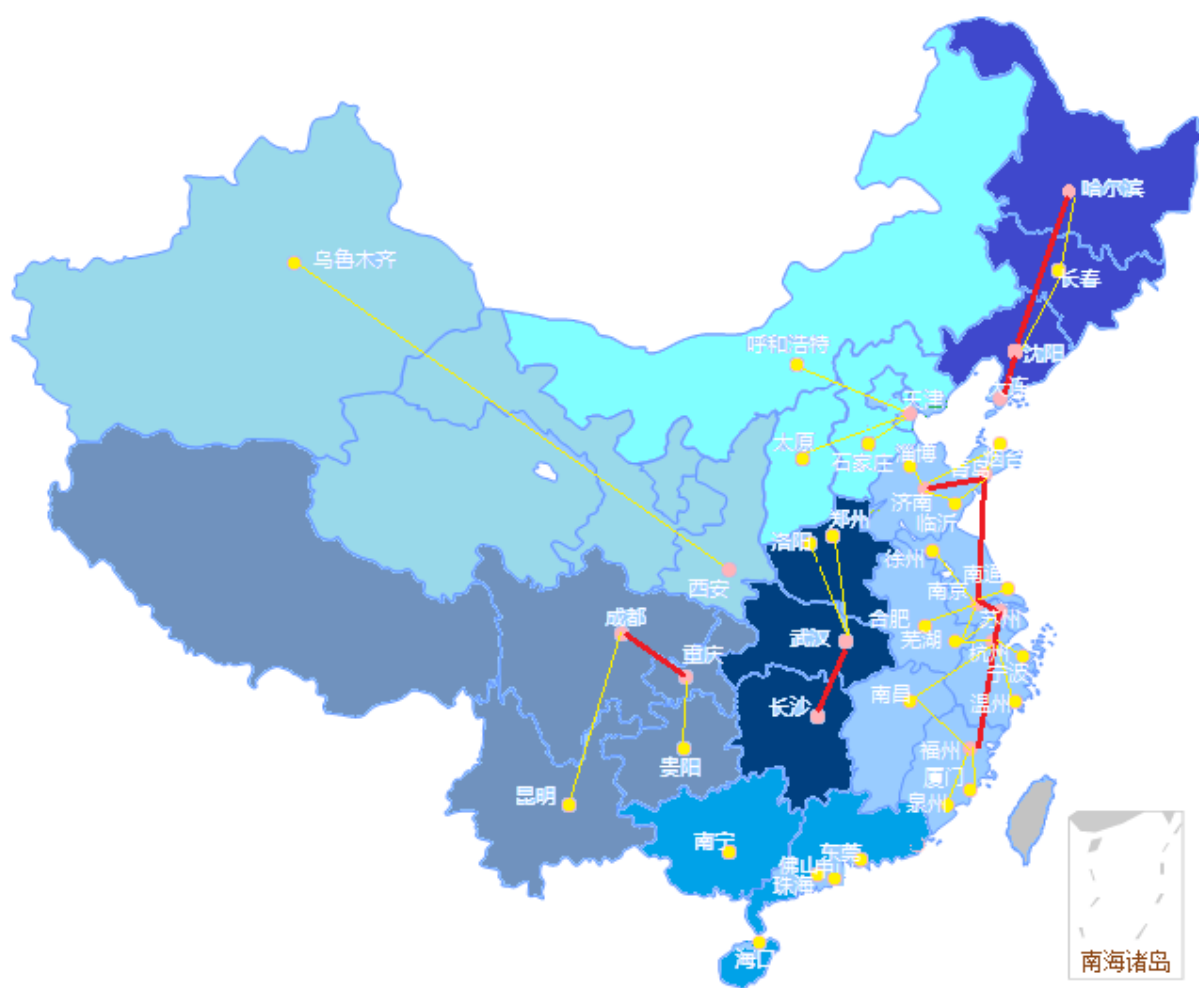 哈尔滨
乌鲁木齐
长春
呼和浩特
沈阳
大连
天津
太原
石家庄
淄博
青岛
济南
临沂
郑州
洛阳
徐州
南通
西安
南京
成都
合肥
苏州
武汉
芜湖
杭州
重庆
宁波
南昌
长沙
温州
福州
贵阳
厦门
昆明
泉州
南宁
东莞
佛山
珠海
海口
南海诸岛